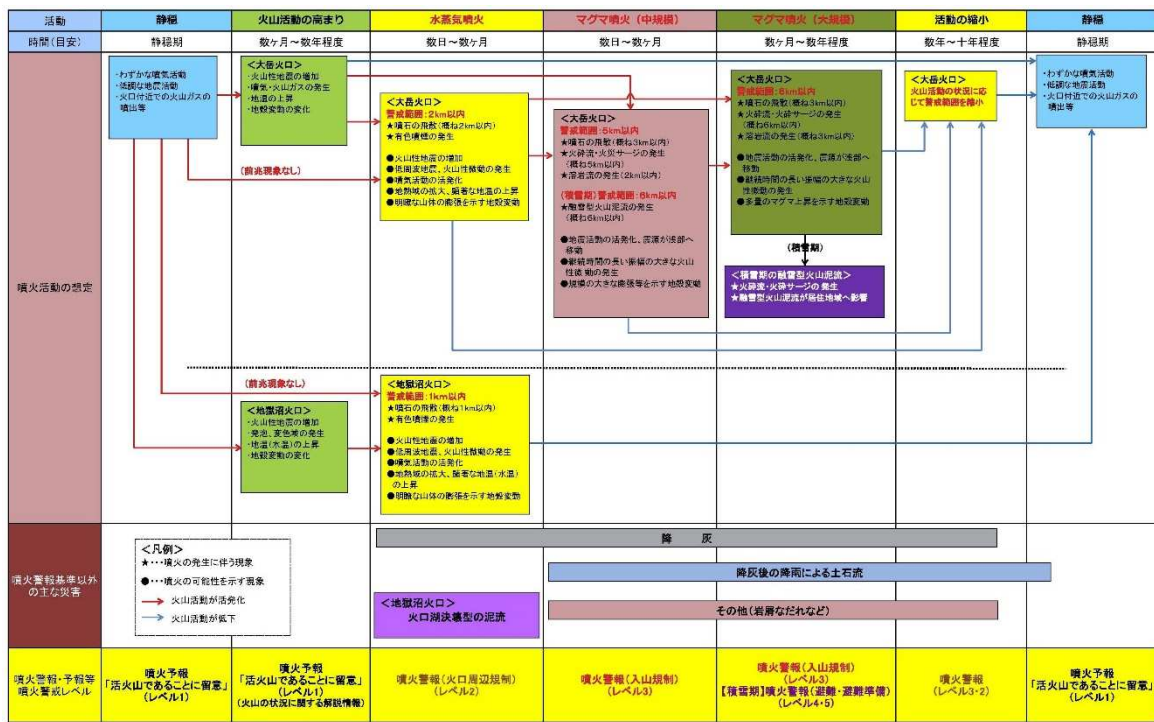 活動
静穏
火山活動の高まり
水蒸気噴火
マグマ噴火（中規模）
マグマ噴火（大規模）
活動の縮小
静穏
時間（目安）
静穏期
数ヶ月～数年程度
数日～数ヶ月
数日～数ヶ月
数ヶ月～数年程度
数年～十年程度
静穏期
噴火活動の想定
・わずかな噴気活動
・低調な地震活動
・火口付近での火山ガスの
噴出等
＜大岳火口＞
・火山性地震の増加
・噴気・火山ガスの発生
・地温の上昇
・地殻変動の変化
(前兆現象なし)
＜大岳火口＞
警戒範囲：2km以内
★噴石の飛散(概ね2km以内)
★有色噴煙の発生
●火山性地震の増加
●低周波地震、火山性微動の発生
●噴気活動の活発化
●地熱域の拡大、顕著な地温の上昇
●明瞭な山体の膨張を示す地殻変動
＜大岳火口＞
警戒範囲：5km以内
★噴石の飛散(概ね3km以内)
★火砕流・火災サージの発生
(概ね5km以内)
★溶岩流の発生(2km以内)
(積雪期)警戒範囲：6km以内
★融雪型火山泥流の発生
(概ね6km以内)
●地震活動の活発化、震源が浅部へ
移動
●継続時間の長い振幅の大きな火山
性微動の発生
●規模の大きな膨張等を示す地殻変動
＜大岳火口＞
警戒範囲：6km以内
★噴石の飛散(概ね3km以内)
★火砕流・火砕サージの発生
(概ね6km以内)
★溶岩流の発生(概ね3km以内)
●地震活動の活発化、震源が浅部へ
移動
●継続時間の長い振幅の大きな火山
性微動の発生
●多量のマグマ上昇を示す地殻変動
(積雪期)
＜積雪期の融雪型火山泥流＞
★火砕流・火砕サージの発生
★融雪型火山泥流が居住地域へ影響
＜大岳火口＞
火山活動の状況に応
じて警戒範囲を縮小
・わずかな噴気活動
・低調な地震活動
・火口付近での火山ガスの
噴出等
(前兆現象なし)
＜地獄沼火口＞
・火山性地震の増加
・発泡、変色域の発生
・地温(水温)の上昇
・地殻変動の変化
＜地獄沼火口＞
警戒範囲：1km以内
★噴石の飛散(概ね1km以内)
★有色噴煙の発生
●火山性地震の増加
●低周波地震、火山性微動の発生
●噴気活動の活発化
●地熱域の拡大、顕著な地温(水温)
の上昇
●明瞭な山体の膨張を示す地殻変動
噴火警報基準以外
の主な災害
＜凡例＞
★・・・噴火の発生に伴う現象
●・・・噴火の可能性を示す現象
火山活動が活発化
火山活動が低下
降 灰
降灰後の降雨による土石流
＜地獄沼火口＞
火口湖決壊型の泥流
その他(岩屑なだれなど)
噴火警報・予報等
噴火警戒レベル
噴火予報
「活火山であることに留意」
(レベル1)
噴火予報
「活火山であることに留意」
(レベル1)
(火山の状況に関する解説情報)
噴火警報(火口周辺規制)
(レベル2)
噴火警報(入山規制)
(レベル3)
噴火警報(入山規制)
(レベル3)
【積雪期】噴火警報(避難・避難準備)
(レベル4・5)
噴火警報
(レベル3・2)
噴火予報
「活火山であることに留意」
(レベル1)